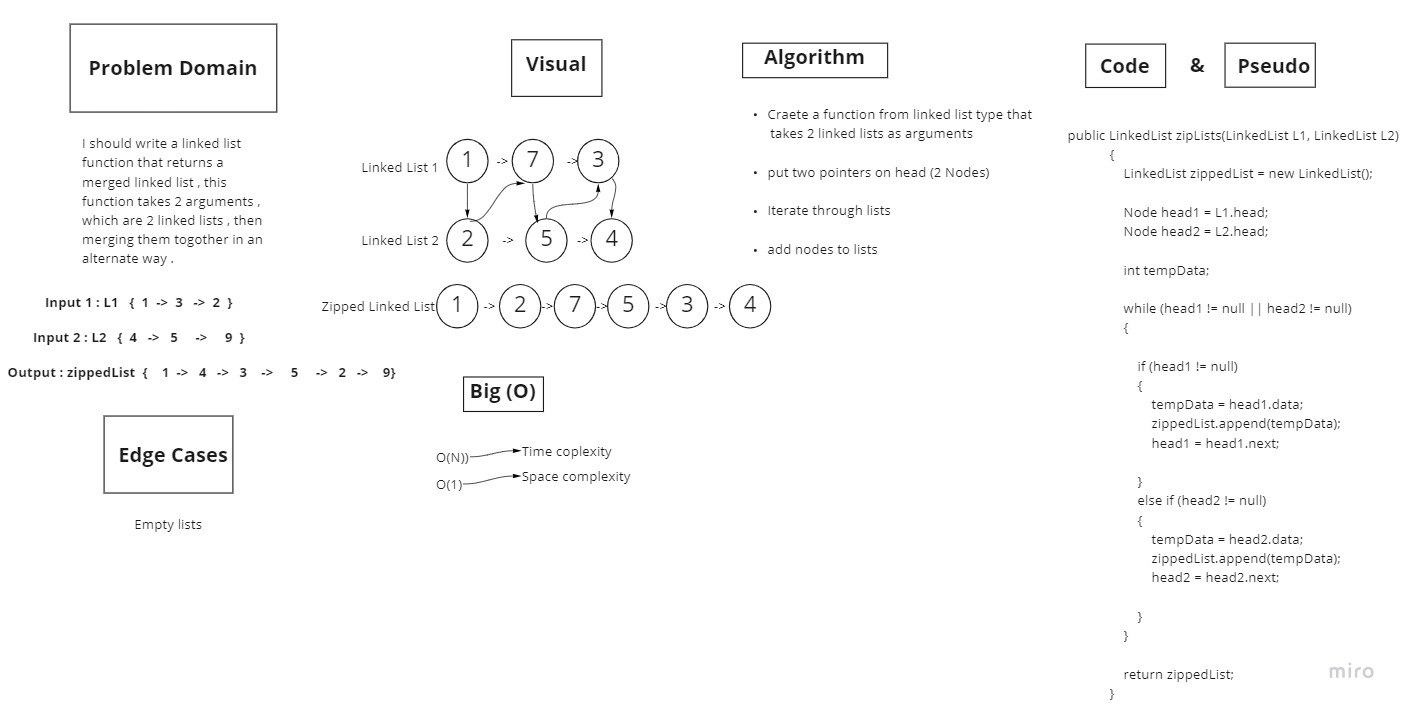 Problem Domain
I should write a linked list
function that returns a
merged linked list , this
function takes 2 arguments ,
which are 2 linked lists , then
merging them togother in an
alternate way .
Input 1 : L1 { 1 -> 3 -> 2 }
Input 2 : L2 { 4 -> 5 -> 9 }
Output : zippedList { 1 -> 4 -> 3 -> 5 -> 2 -> 9}
Edge Cases
Empty lists
Visual
Linked List 1 1 -> 7 -> 3
Linked List 2 2 -> 5 -> 4
Zipped Linked List 1 -> 2 -> 7 -> 5 -> 3 -> 4
Big (O)
O(N)) Time coplexity
O(1) Space complexity
Algorithm
• Craete a function from linked list type that
takes 2 linked lists as arguments
• put two pointers on head (2 Nodes)
• Iterate through lists
• add nodes to lists
Code & Pseudo
public LinkedList zipLists(LinkedList L1, LinkedList L2)
{
LinkedList zippedList = new LinkedList();
Node head1 = L1.head;
Node head2 = L2.head;
int tempData;
while (head1 != null || head2 != null)
{
if (head1 != null)
{
tempData = head1.data;
zippedList.append(tempData);
head1 = head1.next;
}
else if (head2 != null)
{
tempData = head2.data;
zippedList.append(tempData);
head2 = head2.next;
}
}
return zippedList;
}
miro